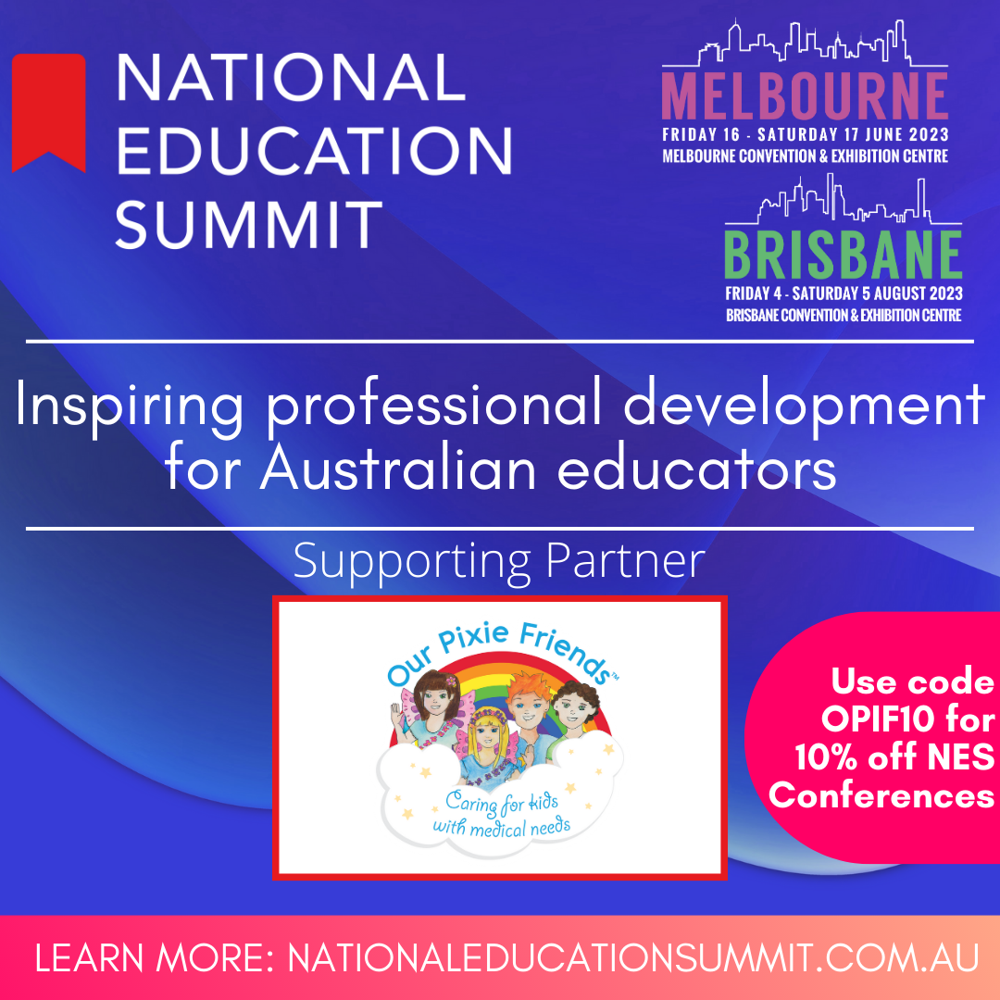 NATIONAL
EDUCATION
SUMMIT
MELBOURNE
FRIDAY 16 - SATURDAY 17 JUNE 2023
MELBOURNE CONVENTION & EXHIBITION CENTRE
BRISBANE
FRIDAY 4 - SATURDAY 5 AUGUST 2023
BRISBANE CONVENTION & EXHIBITION CENTRE
Inspiring professional development
for Australian educators
Supporting Partner
Our Pixie Friends™
Caring for kids
with medical needs
Use code
OPIF10 for
10% off NES
Conferences
LEARN MORE: NATIONALEDUCATIONSUMMIT.COM.AU